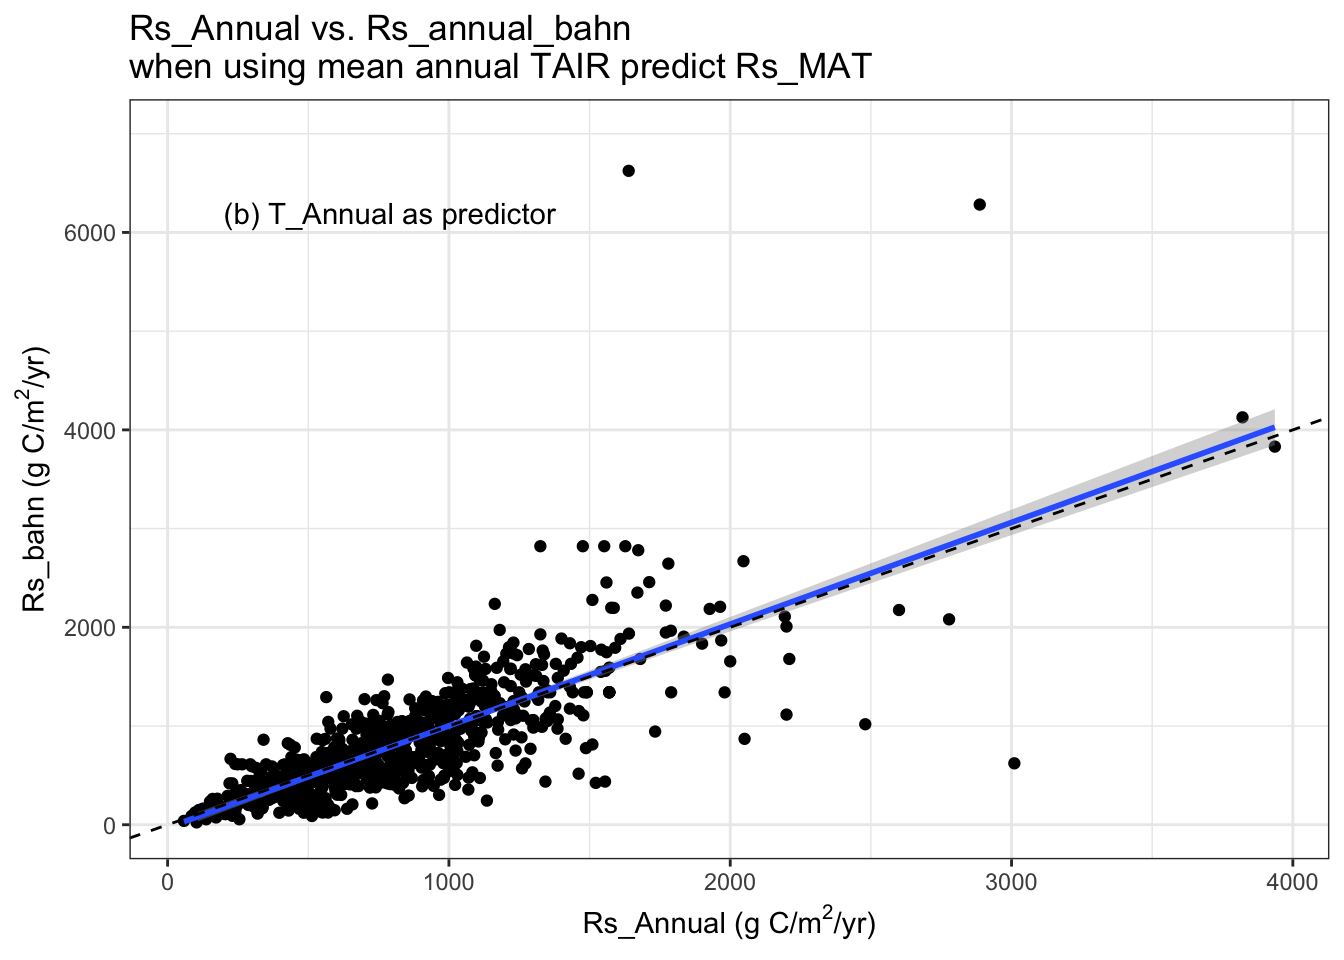 Rs_Annual vs. Rs_annual_bahn
when using mean annual TAIR predict Rs_MAT
(b) T_Annual as predictor
6000
4000
2000
0
Rs_bahn (g C/m²/yr)
0 1000 2000 3000 4000
Rs_Annual (g C/m²/yr)